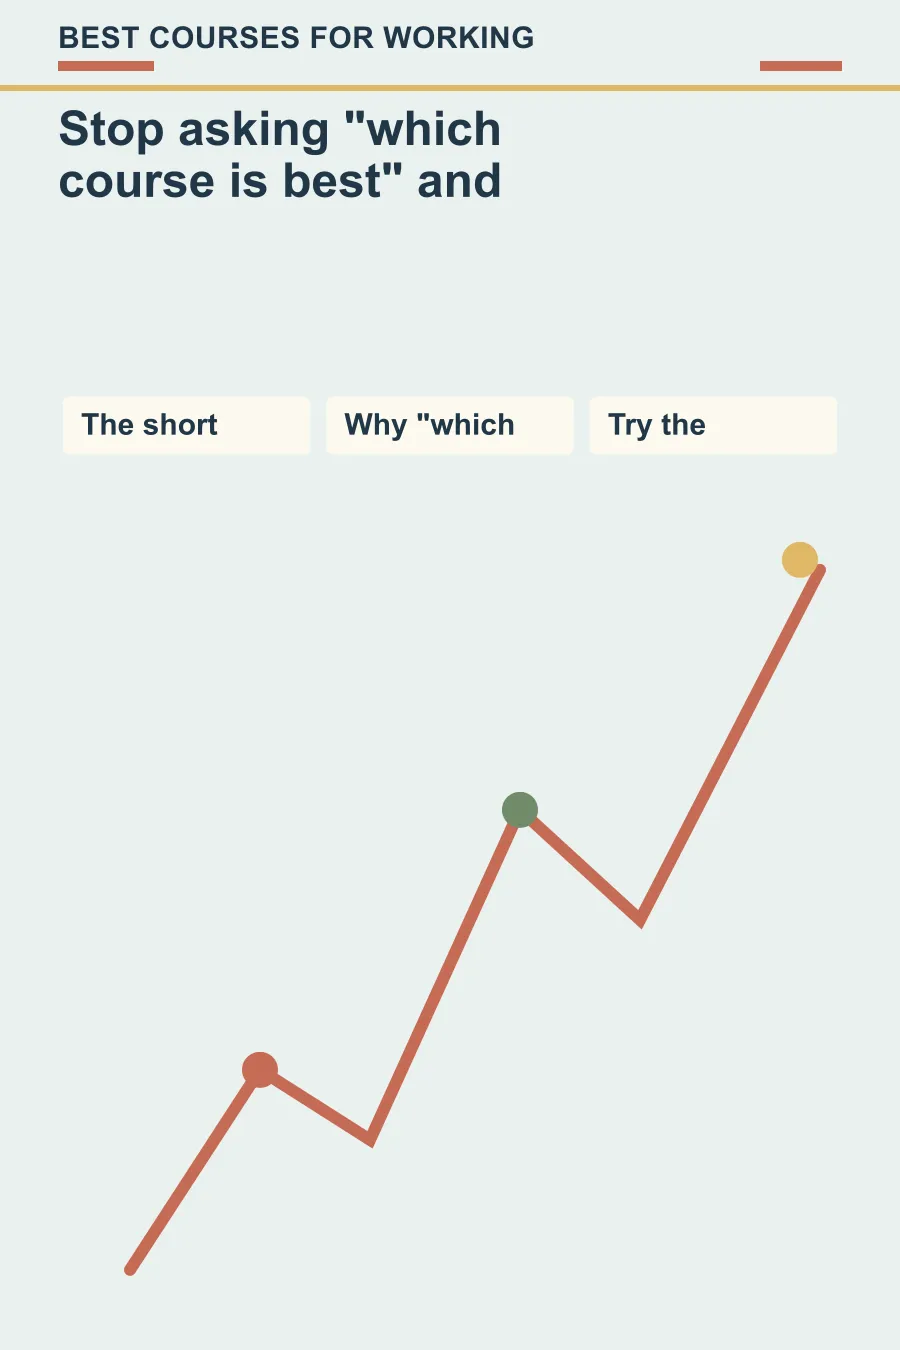 BEST COURSES FOR WORKING
Stop asking "which
course is best" and
The short
Why "which
Try the